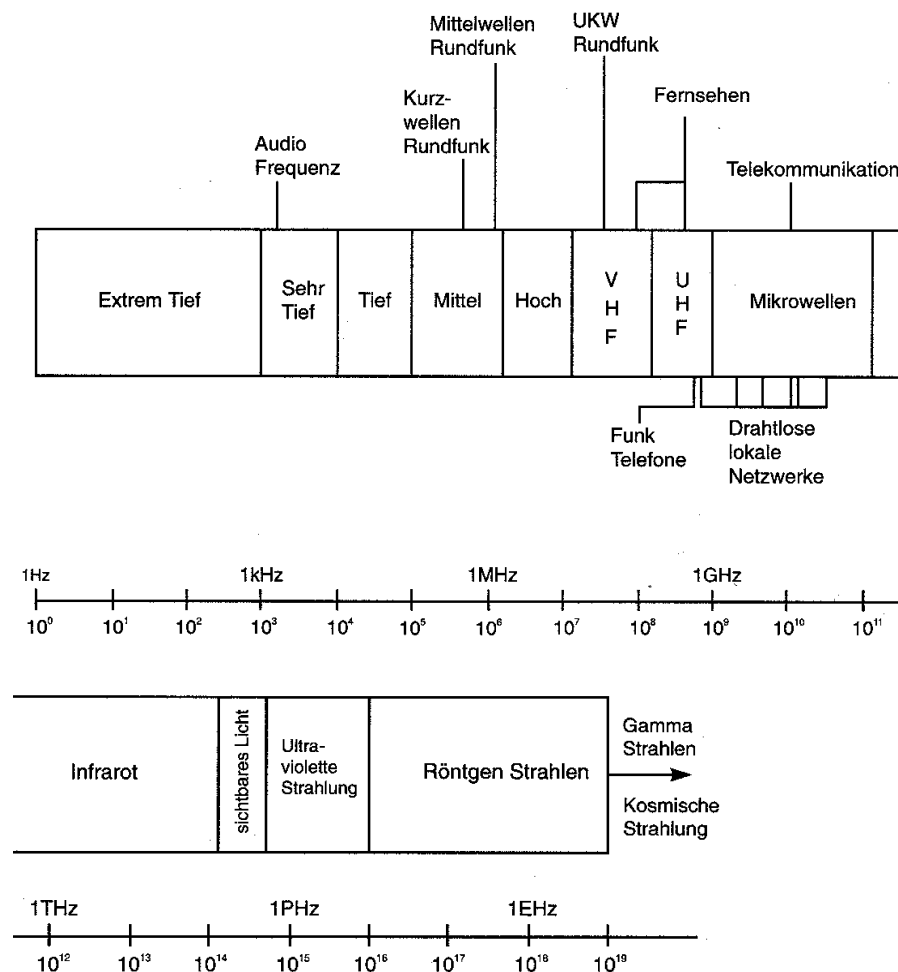 Mittelwellen
Rundfunk
UKW
Rundfunk
Kurz-
wellen
Rundfunk
Fernsehen
Audio
Frequenz
Telekommunikation
Extrem Tief
Sehr
Tief
Tief
Mittel
Hoch
V
H
F
U
H
F
Mikrowellen
Funk
Telefone
Drahtlose
lokale
Netzwerke
1Hz 1kHz 1MHz 1GHz
10⁰ 10¹ 10² 10³ 10⁴ 10⁵ 10⁶ 10⁷ 10⁸ 10⁹ 10¹⁰ 10¹¹
Infrarot
sichtbares Licht
Ultra-
violette
Strahlung
Röntgen Strahlen
Gamma
Strahlen
Kosmische
Strahlung
1THz 1PHz 1EHz
10¹² 10¹³ 10¹⁴ 10¹⁵ 10¹⁶ 10¹⁷ 10¹⁸ 10¹⁹